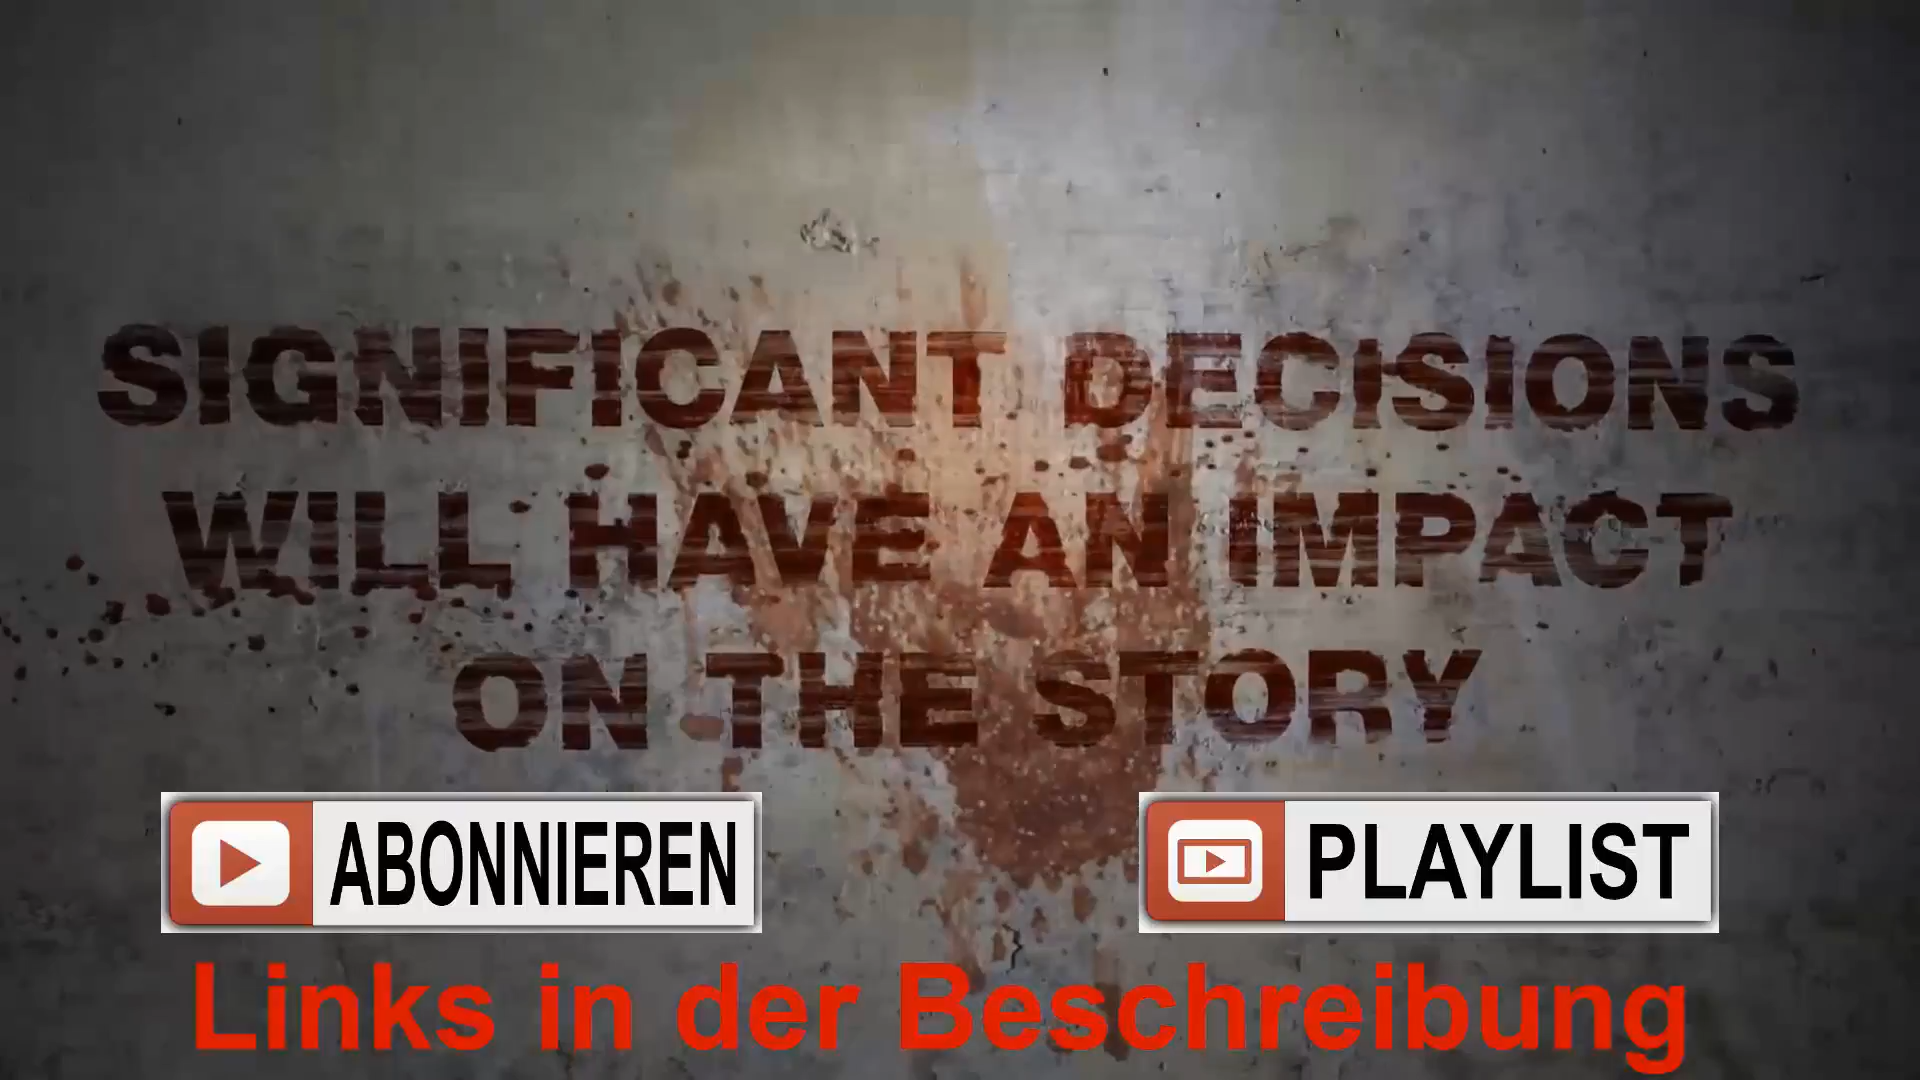 SIGNIFICANT DECISIONS
WILL HAVE AN IMPACT
ON THE STORY
ABONNIEREN
PLAYLIST
Links in der Beschreibung